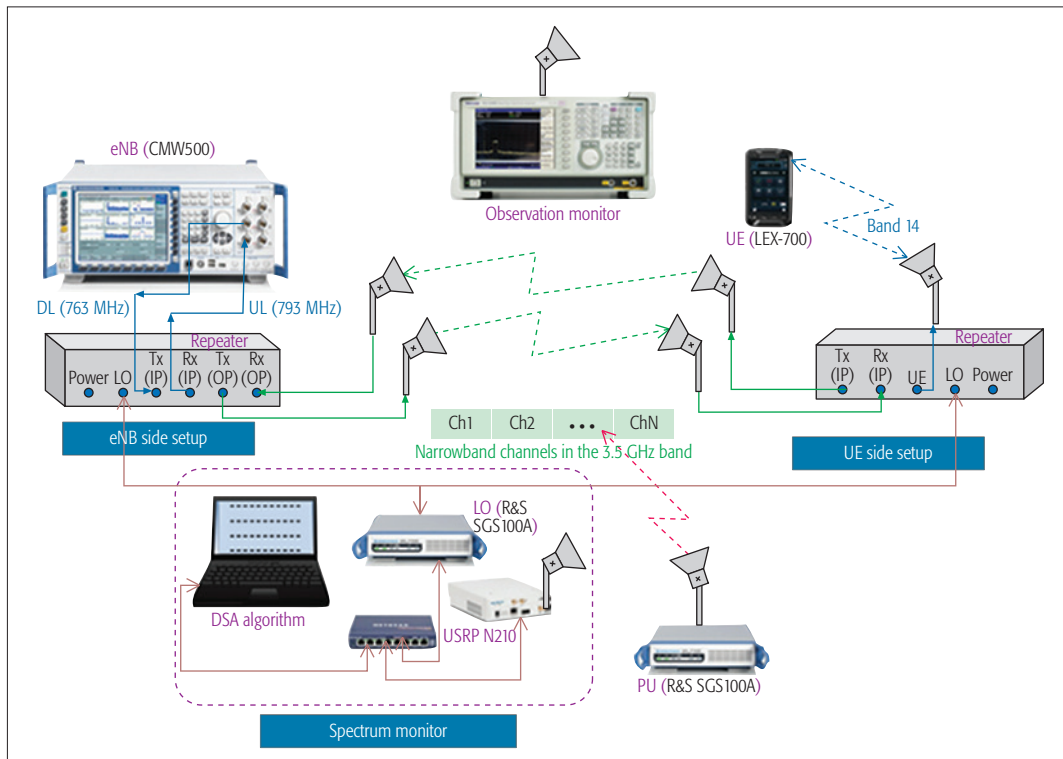 eNB (CMW500)
Observation monitor
UE (LEX-700)
Band 14
DL (763 MHz)
UL (793 MHz)
Repeater
Power
LO
Tx
(IP)
Rx
(IP)
Tx
(OP)
Rx
(OP)
eNB side setup
Repeater
Tx
(IP)
Rx
(IP)
UE
LO
Power
UE side setup
Ch1
Ch2
•••
ChN
Narrowband channels in the 3.5 GHz band
LO (R&S
SGS100A)
DSA algorithm
USRP N210
PU (R&S SGS100A)
Spectrum monitor